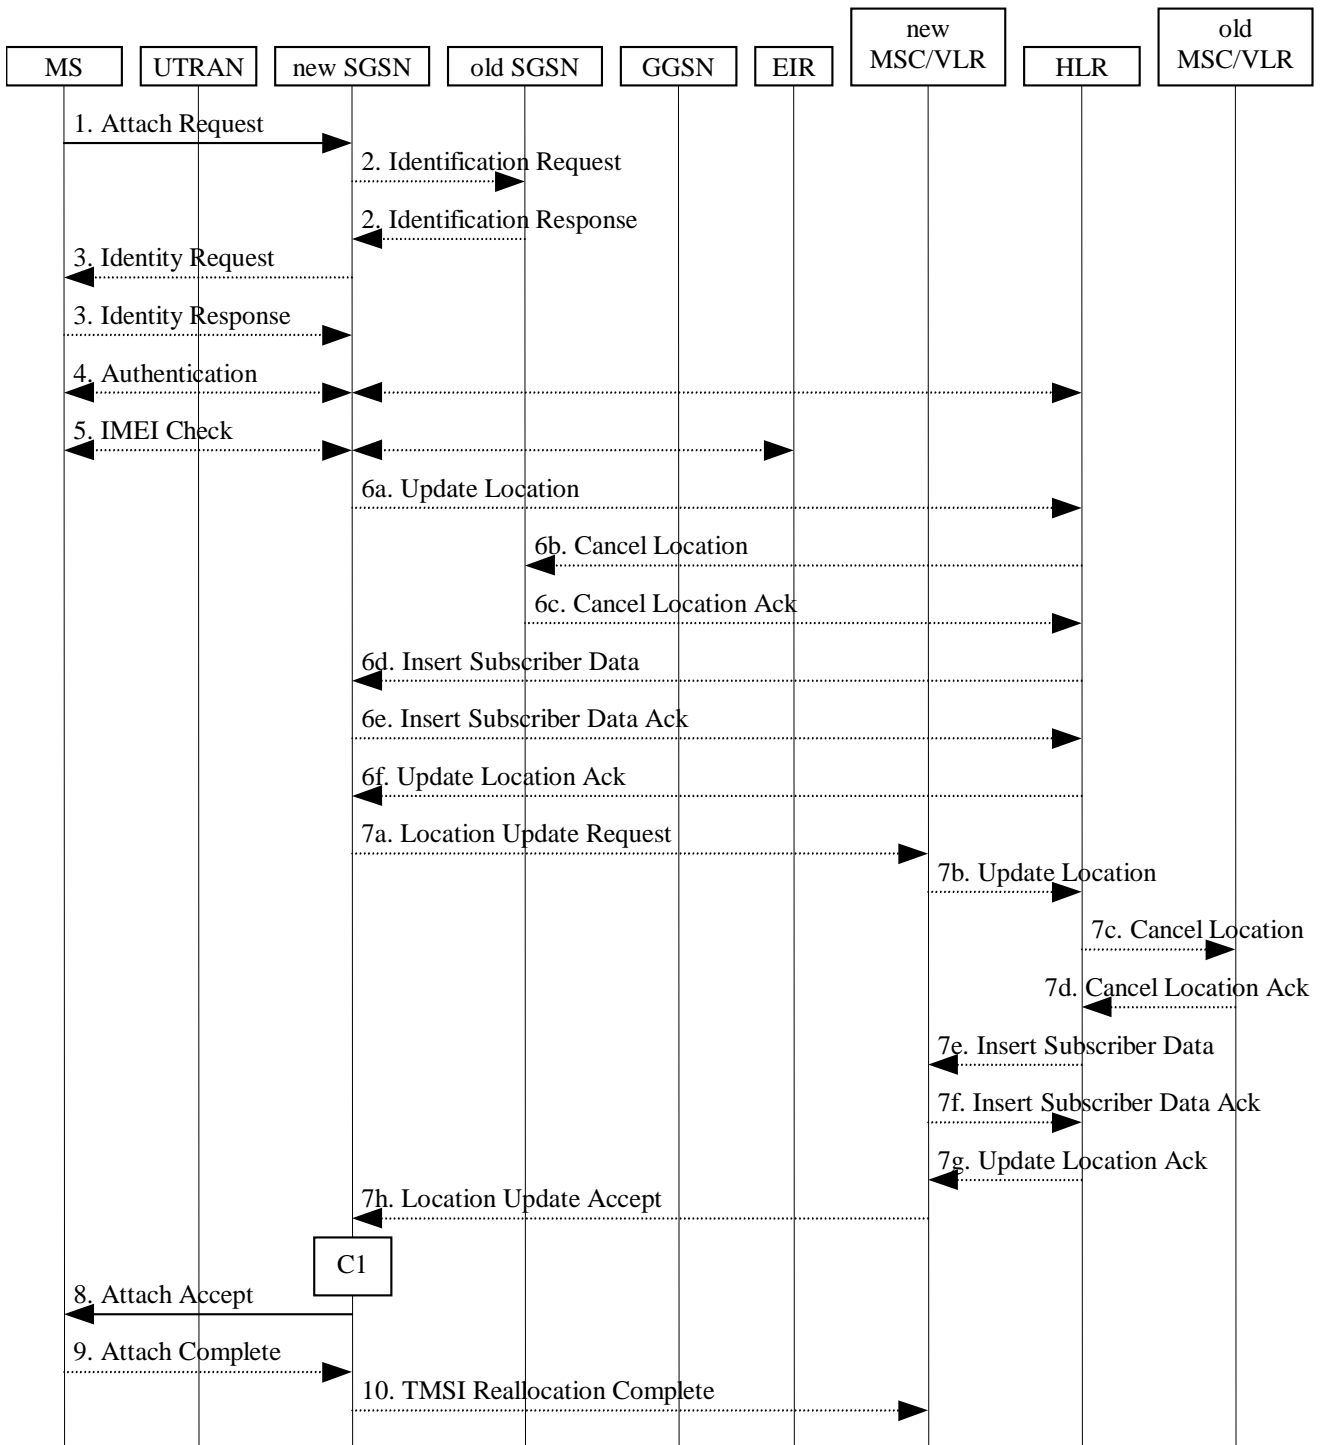 new
MSC/VLR
old
MSC/VLR
MS
UTRAN
new SGSN
old SGSN
GGSN
EIR
HLR
1. Attach Request
2. Identification Request
2. Identification Response
3. Identity Request
3. Identity Response
4. Authentication
5. IMEI Check
6a. Update Location
6b. Cancel Location
6c. Cancel Location Ack
6d. Insert Subscriber Data
6e. Insert Subscriber Data Ack
6f. Update Location Ack
7a. Location Update Request
7b. Update Location
7c. Cancel Location
7d. Cancel Location Ack
7e. Insert Subscriber Data
7f. Insert Subscriber Data Ack
7g. Update Location Ack
7h. Location Update Accept
C1
8. Attach Accept
9. Attach Complete
10. TMSI Reallocation Complete